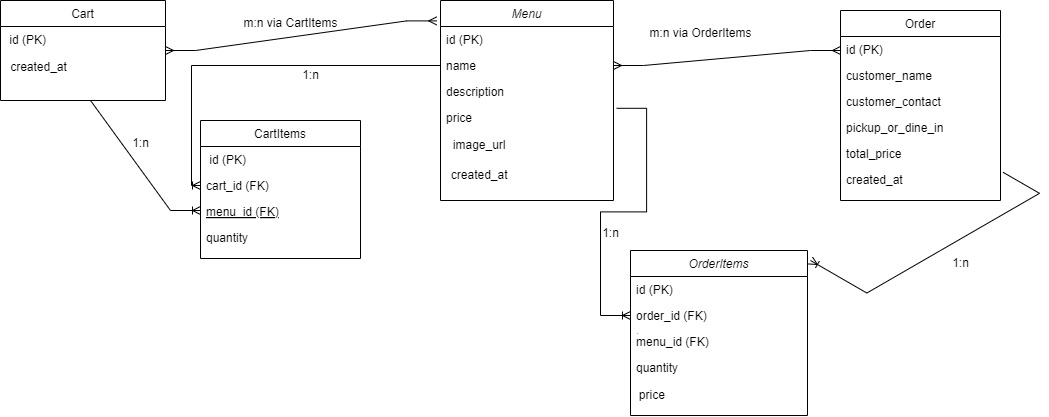 Cart
id (PK)
created_at
m:n via CartItems
Menu
id (PK)
name
description
price
image_url
created_at
m:n via OrderItems
Order
id (PK)
customer_name
customer_contact
pickup_or_dine_in
total_price
created_at
1:n
1:n
CartItems
id (PK)
cart_id (FK)
menu_id (FK)
quantity
1:n
1:n
OrderItems
id (PK)
order_id (FK)
menu_id (FK)
quantity
price